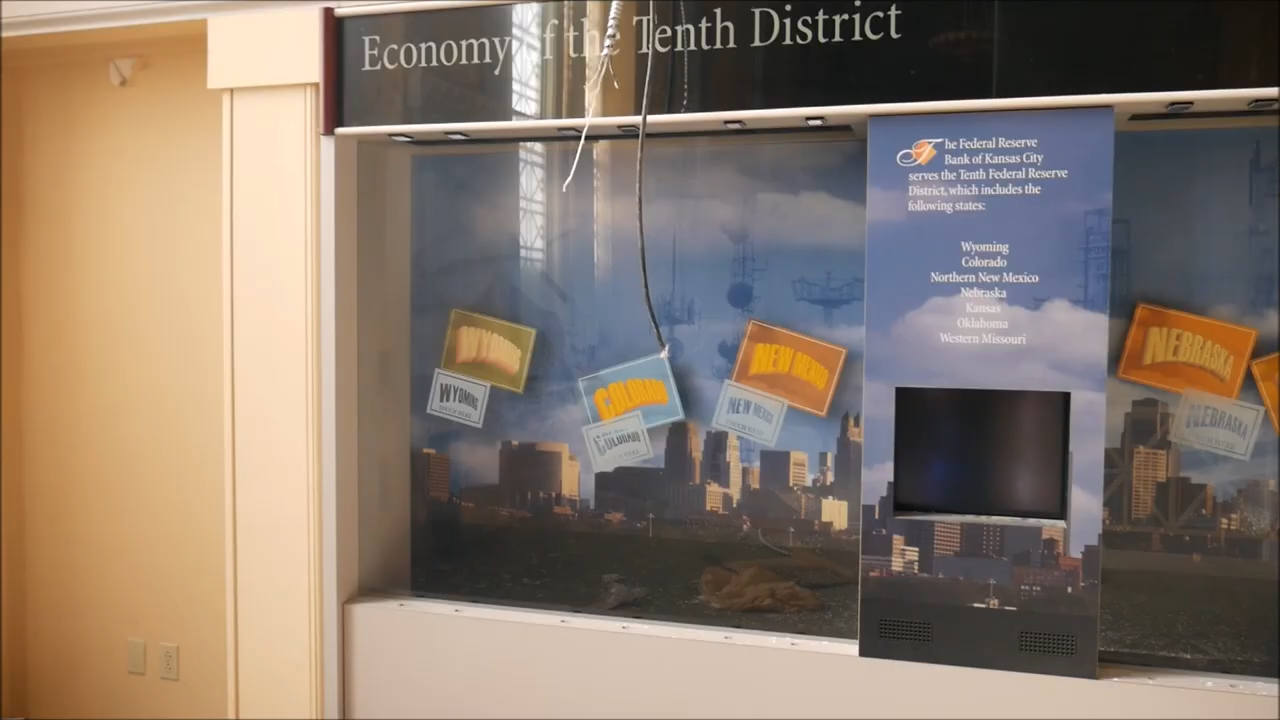 Economy of the Tenth District
The Federal Reserve
Bank of Kansas City
serves the Tenth Federal Reserve
District, which includes the
following states:
Wyoming
Colorado
Northern New Mexico
Nebraska
Kansas
Oklahoma
Western Missouri
WYOMING
WYOMING
COLORADO
COLORADO
NEW MEXICO
NEW MEXICO
NEBRASKA
NEBRASKA